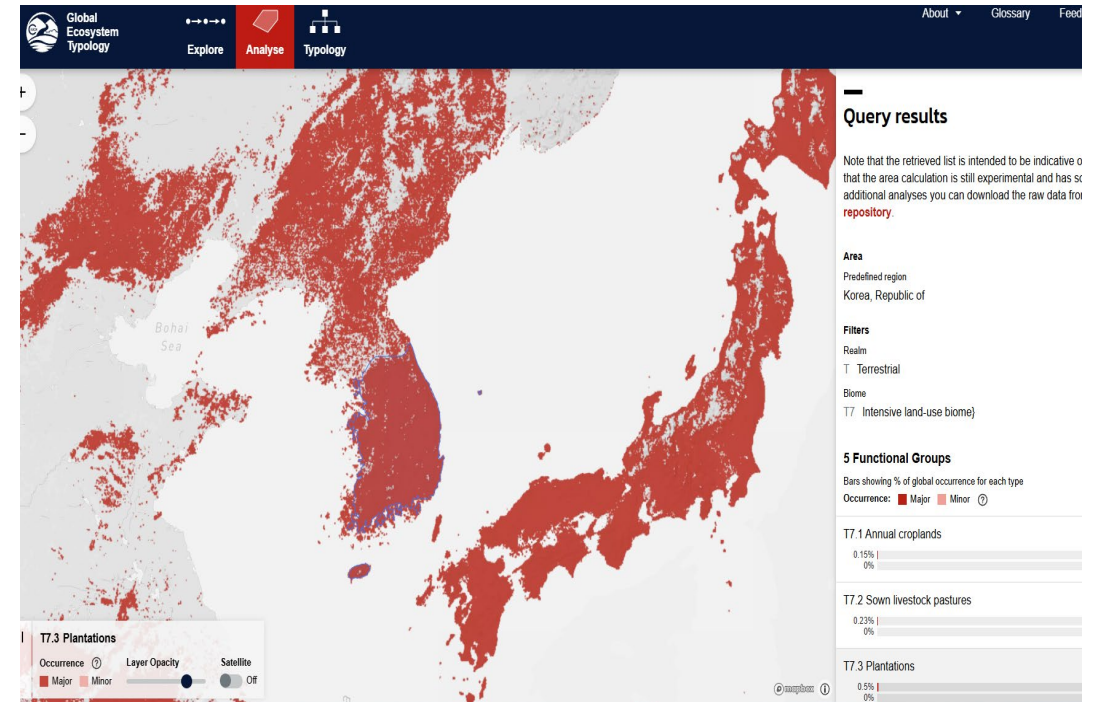 Global
Ecosystem
Typology
Explore
Analyse
Typology
About
Glossary
Feed
+
−
Bohai
Sea
T7.3 Plantations
Occurrence ?
Layer Opacity
Satellite
Major
Minor
Off
mapbox
Query results
Note that the retrieved list is intended to be indicative o
that the area calculation is still experimental and has so
additional analyses you can download the raw data fro
repository.
Area
Predefined region
Korea, Republic of
Filters
Realm
T Terrestrial
Biome
T7 Intensive land-use biome}
5 Functional Groups
Bars showing % of global occurrence for each type
Occurrence: Major Minor ?
T7.1 Annual croplands
0.15%
0%
T7.2 Sown livestock pastures
0.23%
0%
T7.3 Plantations
0.5%
0%